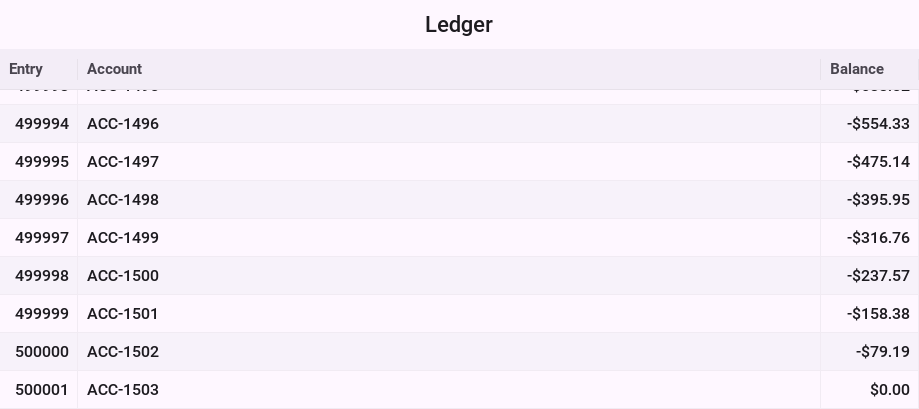 Ledger
Entry Account Balance
499994 ACC-1496 -$554.33
499995 ACC-1497 -$475.14
499996 ACC-1498 -$395.95
499997 ACC-1499 -$316.76
499998 ACC-1500 -$237.57
499999 ACC-1501 -$158.38
500000 ACC-1502 -$79.19
500001 ACC-1503 $0.00